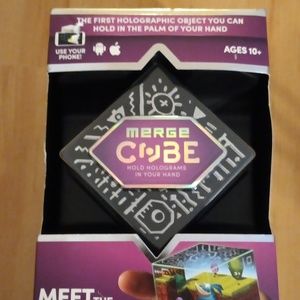 THE FIRST HOLOGRAPHIC OBJECT YOU CAN
HOLD IN THE PALM OF YOUR HAND
USE YOUR
PHONE!
AGES 10+
MERGE
CUBE
HOLD HOLOGRAMS
IN YOUR HAND
MEET THE